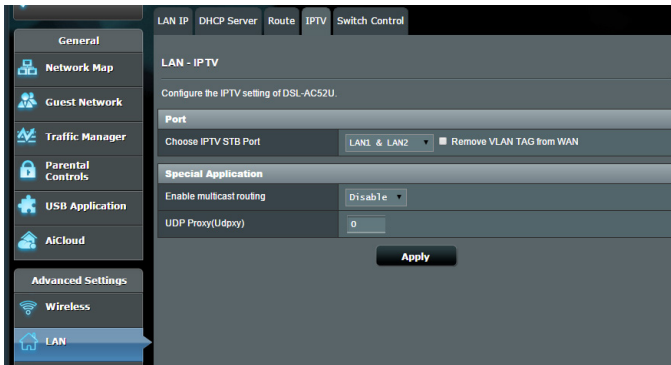 LAN IP DHCP Server Route IPTV Switch Control
General
Network Map
Guest Network
Traffic Manager
Parental
Controls
USB Application
AiCloud
Advanced Settings
Wireless
LAN
LAN - IPTV
Configure the IPTV setting of DSL-AC52U.
Port
Choose IPTV STB Port LAN1 & LAN2 Remove VLAN TAG from WAN
Special Application
Enable multicast routing Disable
UDP Proxy(Udpxy) 0
Apply